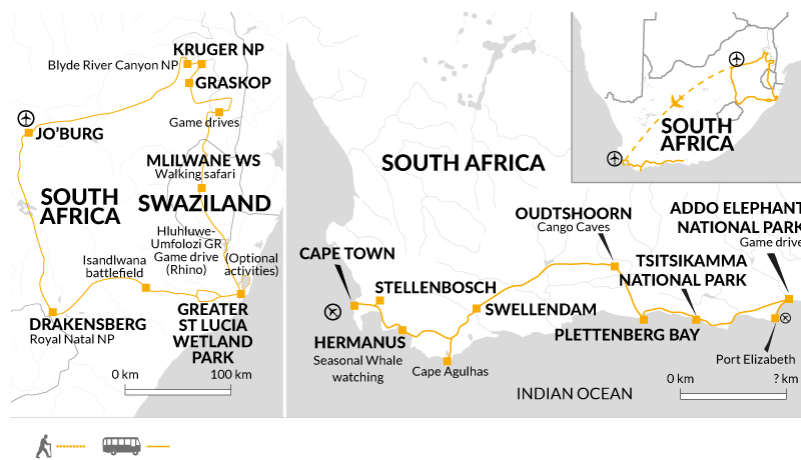 KRUGER NP
Blyde River Canyon NP
GRASKOP
Game drives
JO'BURG
MLILWANE WS
Walking safari
SOUTH
AFRICA
SWAZILAND
Hluhluwe-
Umfolozi GR
Game drive
(Rhino)
(Optional
activities)
Isandlwana
battlefield
DRAKENSBERG
Royal Natal NP
GREATER
ST LUCIA
WETLAND
PARK
0 km
100 km
SOUTH AFRICA
SOUTH
AFRICA
CAPE TOWN
STELLENBOSCH
HERMANUS
Seasonal Whale
watching
Cape Agulhas
SWELLENDAM
OUDTSHOORN
Cango Caves
PLETTENBERG BAY
TSITSIKAMMA
NATIONAL PARK
ADDO ELEPHANT
NATIONAL PARK
Game drive
Port Elizabeth
INDIAN OCEAN
0 km
? km